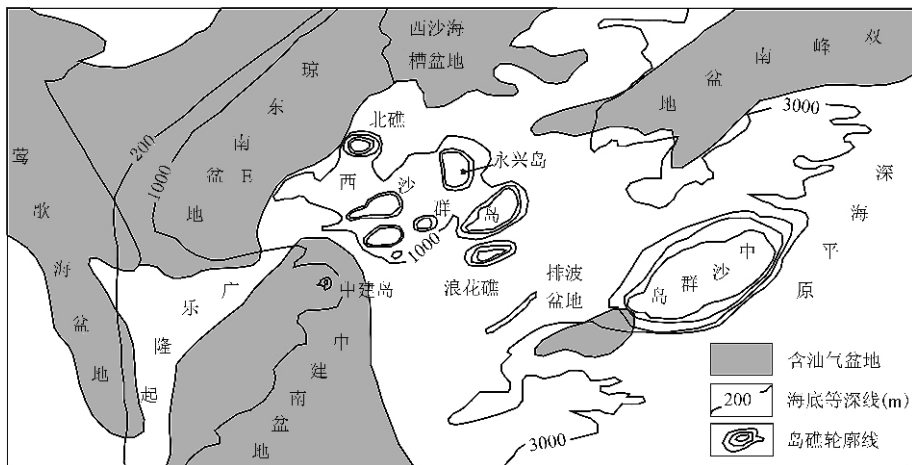 西沙海
槽盆地
双峰南盆地
3000
琼东南盆地
E
200
1000
莺歌海盆地
北礁
永兴岛
西沙群岛
1000
深海平原
中沙群岛
浪花礁
排波
盆地
中建岛
广乐隆起
中建南盆地
3000
含油气盆地
200
海底等深线(m)
岛礁轮廓线